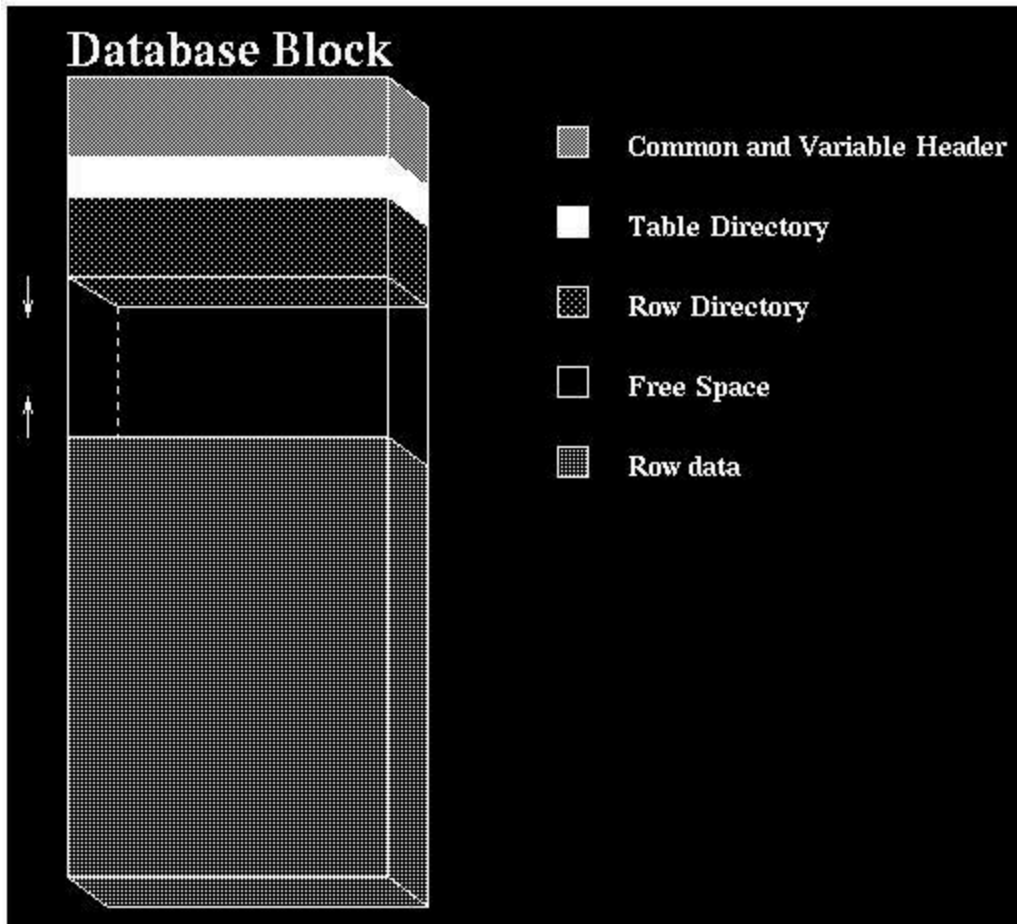 Database Block
Common and Variable Header
Table Directory
Row Directory
Free Space
Row data